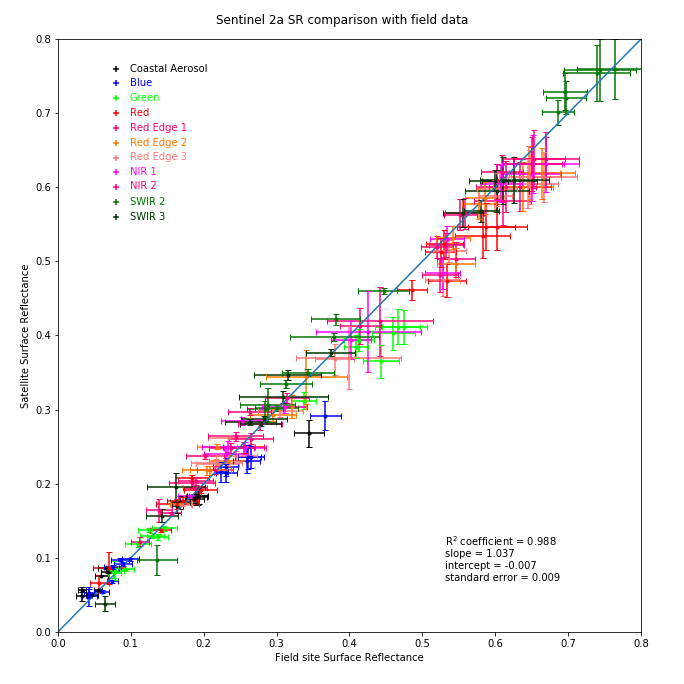 Sentinel 2a SR comparison with field data
0.8
0.7
0.6
0.5
0.4
0.3
0.2
0.1
0.0
Satellite Surface Reflectance
Coastal Aerosol
Blue
Green
Red
Red Edge 1
Red Edge 2
Red Edge 3
NIR 1
NIR 2
SWIR 2
SWIR 3
R² coefficient = 0.988
slope = 1.037
intercept = -0.007
standard error = 0.009
0.0 0.1 0.2 0.3 0.4 0.5 0.6 0.7 0.8
Field site Surface Reflectance